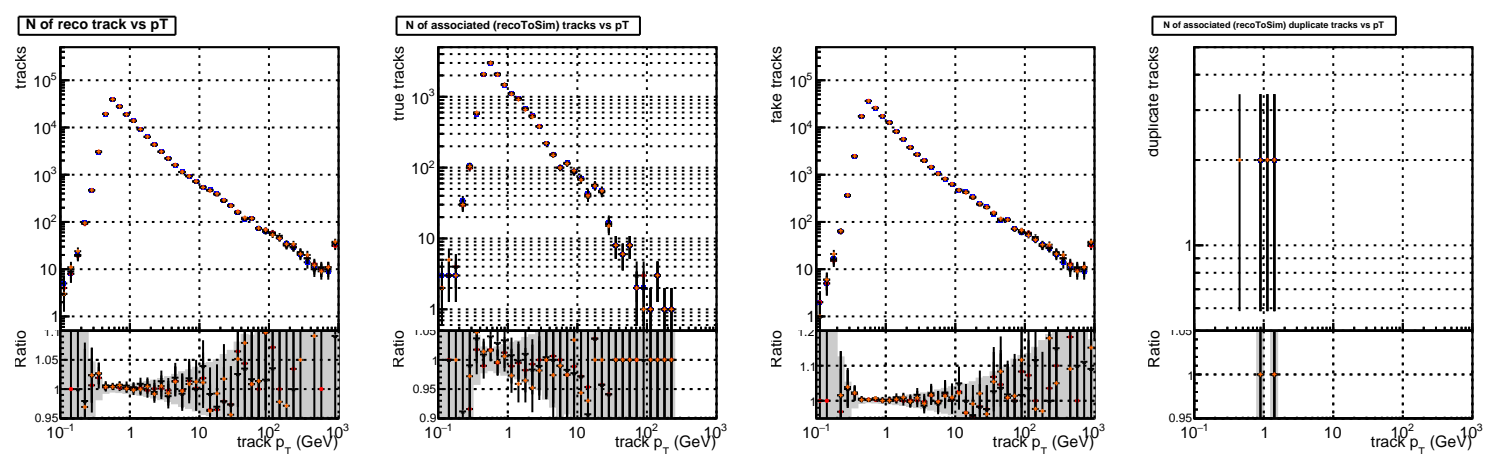 N of reco track vs pT
tracks
10^5
10^4
10^3
10^2
10
1
Ratio
1.1
1.05
1
0.95
10^-1 1 10 10^2 10^3
track p_T (GeV)
N of associated (recoToSim) tracks vs pT
true tracks
10^3
10^2
10
1
Ratio
1.05
1
0.95
0.9
10^-1 1 10 10^2 10^3
track p_T (GeV)
fake tracks
10^5
10^4
10^3
10^2
10
1
Ratio
1.2
1.1
1
10^-1 1 10 10^2 10^3
track p_T (GeV)
N of associated (recoToSim) duplicate tracks vs pT
duplicate tracks
1
Ratio
1.05
1
0.95
10^-1 1 10 10^2 10^3
track p_T (GeV)